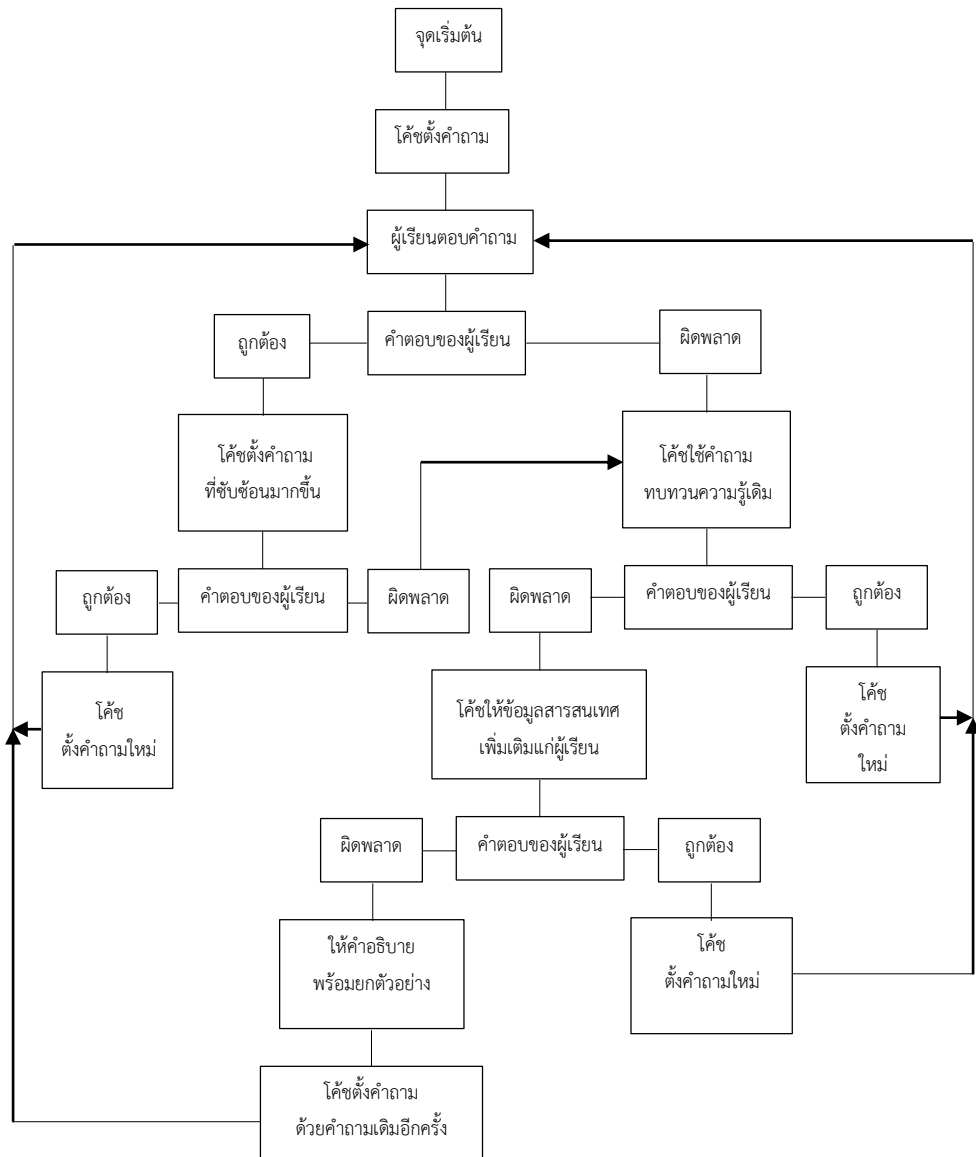 จุดเริ่มต้น
โค้ชตั้งคำถาม
ผู้เรียนตอบคำถาม
ถูกต้อง
คำตอบของผู้เรียน
ผิดพลาด
โค้ชตั้งคำถาม
ที่ซับซ้อนมากขึ้น
โค้ชใช้คำถาม
ทบทวนความรู้เดิม
ถูกต้อง
คำตอบของผู้เรียน
ผิดพลาด
ผิดพลาด
คำตอบของผู้เรียน
ถูกต้อง
โค้ช
ตั้งคำถามใหม่
โค้ชให้ข้อมูลสารสนเทศ
เพิ่มเติมแก่ผู้เรียน
โค้ช
ตั้งคำถาม
ใหม่
ผิดพลาด
คำตอบของผู้เรียน
ถูกต้อง
ให้คำอธิบาย
พร้อมยกตัวอย่าง
โค้ช
ตั้งคำถามใหม่
โค้ชตั้งคำถาม
ด้วยคำถามเดิมอีกครั้ง